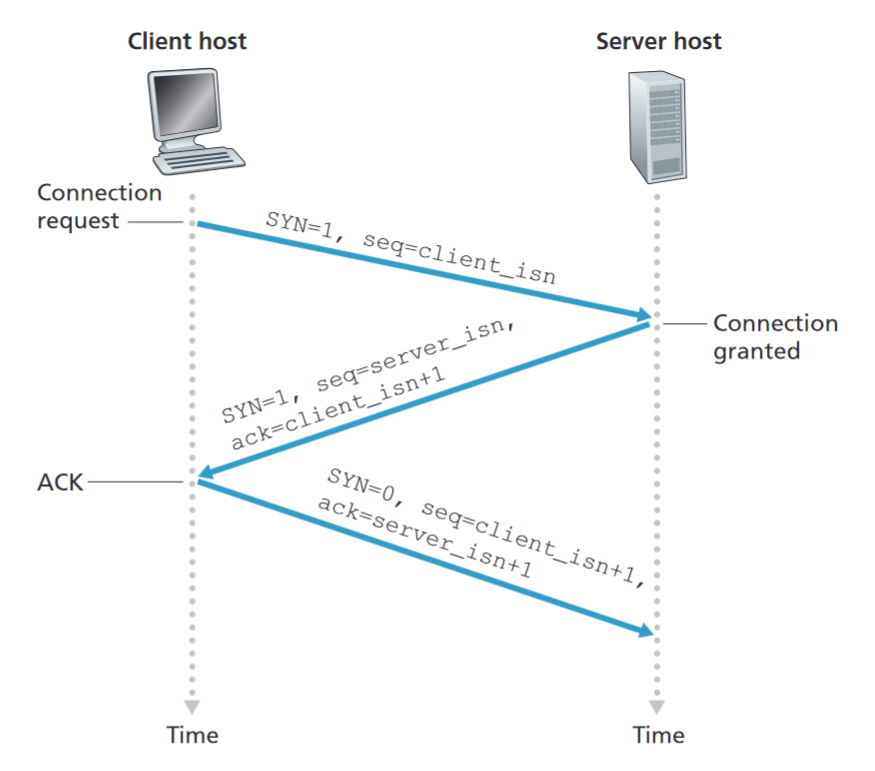 Client host
Server host
Connection
request
SYN=1, seq=client_isn
Connection
granted
SYN=1, seq=server_isn,
ack=client_isn+1
ACK
SYN=0, seq=client_isn+1,
ack=server_isn+1
Time
Time